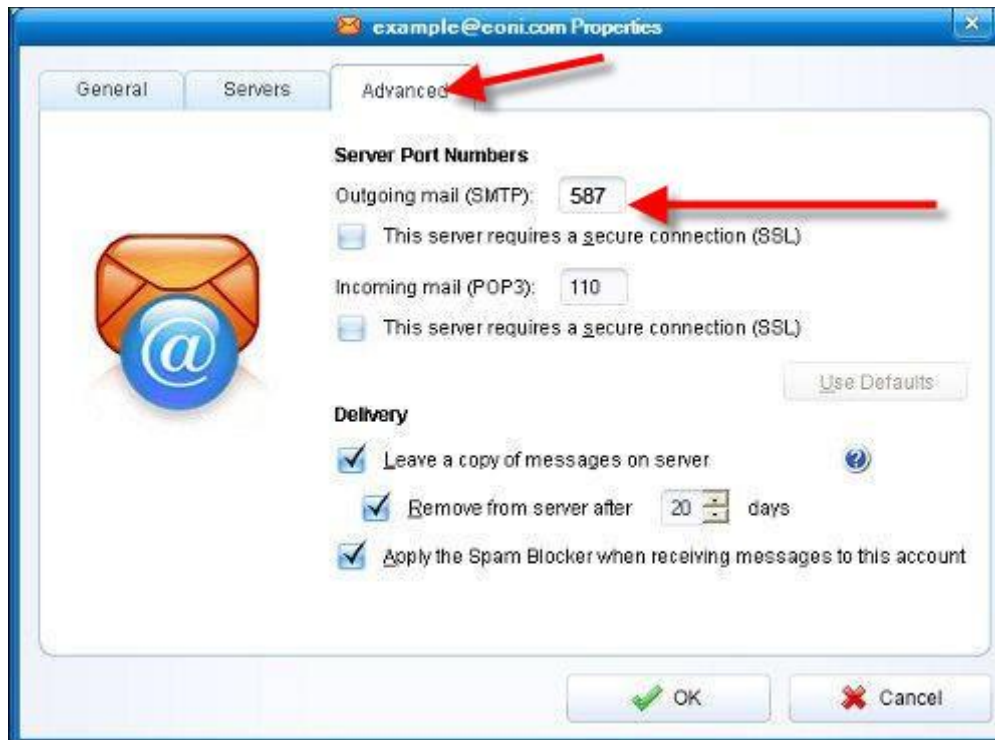 example@coni.com Properties
General Servers Advanced
Server Port Numbers
Outgoing mail (SMTP): 587
This server requires a secure connection (SSL)
Incoming mail (POP3): 110
This server requires a secure connection (SSL)
Use Defaults
Delivery
Leave a copy of messages on server
Remove from server after 20 days
Apply the Spam Blocker when receiving messages to this account
@
OK Cancel